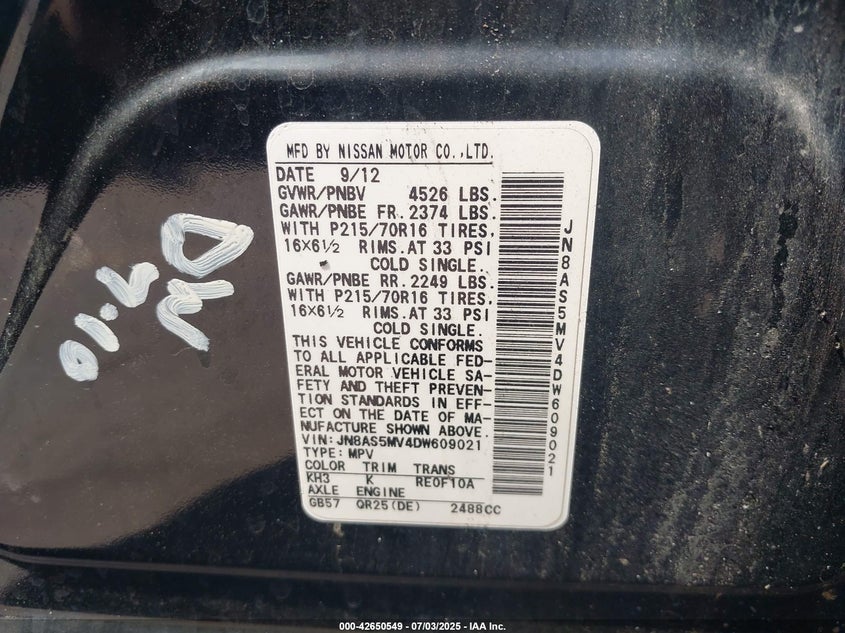 MFD BY NISSAN MOTOR CO.,LTD.
DATE 9/12
GVWR/PNBV 4526 LBS.
GAWR/PNBE FR. 2374 LBS.
WITH P215/70R16 TIRES,
16X6½ RIMS.AT 33 PSI
COLD SINGLE.
GAWR/PNBE RR. 2249 LBS.
WITH P215/70R16 TIRES,
16X6½ RIMS.AT 33 PSI
COLD SINGLE.
THIS VEHICLE CONFORMS
TO ALL APPLICABLE FED-
ERAL MOTOR VEHICLE SA-
FETY AND THEFT PREVEN-
TION STANDARDS IN EFF-
ECT ON THE DATE OF MA-
NUFACTURE SHOWN ABOVE.
VIN: JN8AS5MV4DW609021
TYPE: MPV
COLOR TRIM TRANS
KH3 K RE0F10A
AXLE ENGINE
GB57 QR25(DE) 2488CC
JN8AS5MV4DW609021
000-42650549 - 07/03/2025 - IAA Inc.